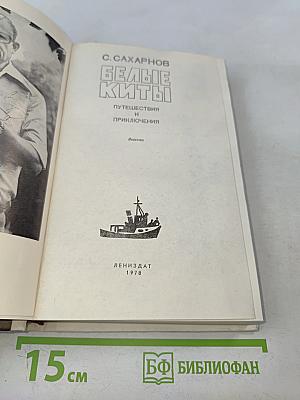 С. САХАРНОВ
БЕЛЫЕ
КИТЫ
ПУТЕШЕСТВИЯ
И
ПРИКЛЮЧЕНИЯ
ЛЕНИЗДАТ
1978
15 см
БФ БИБЛИОФАН